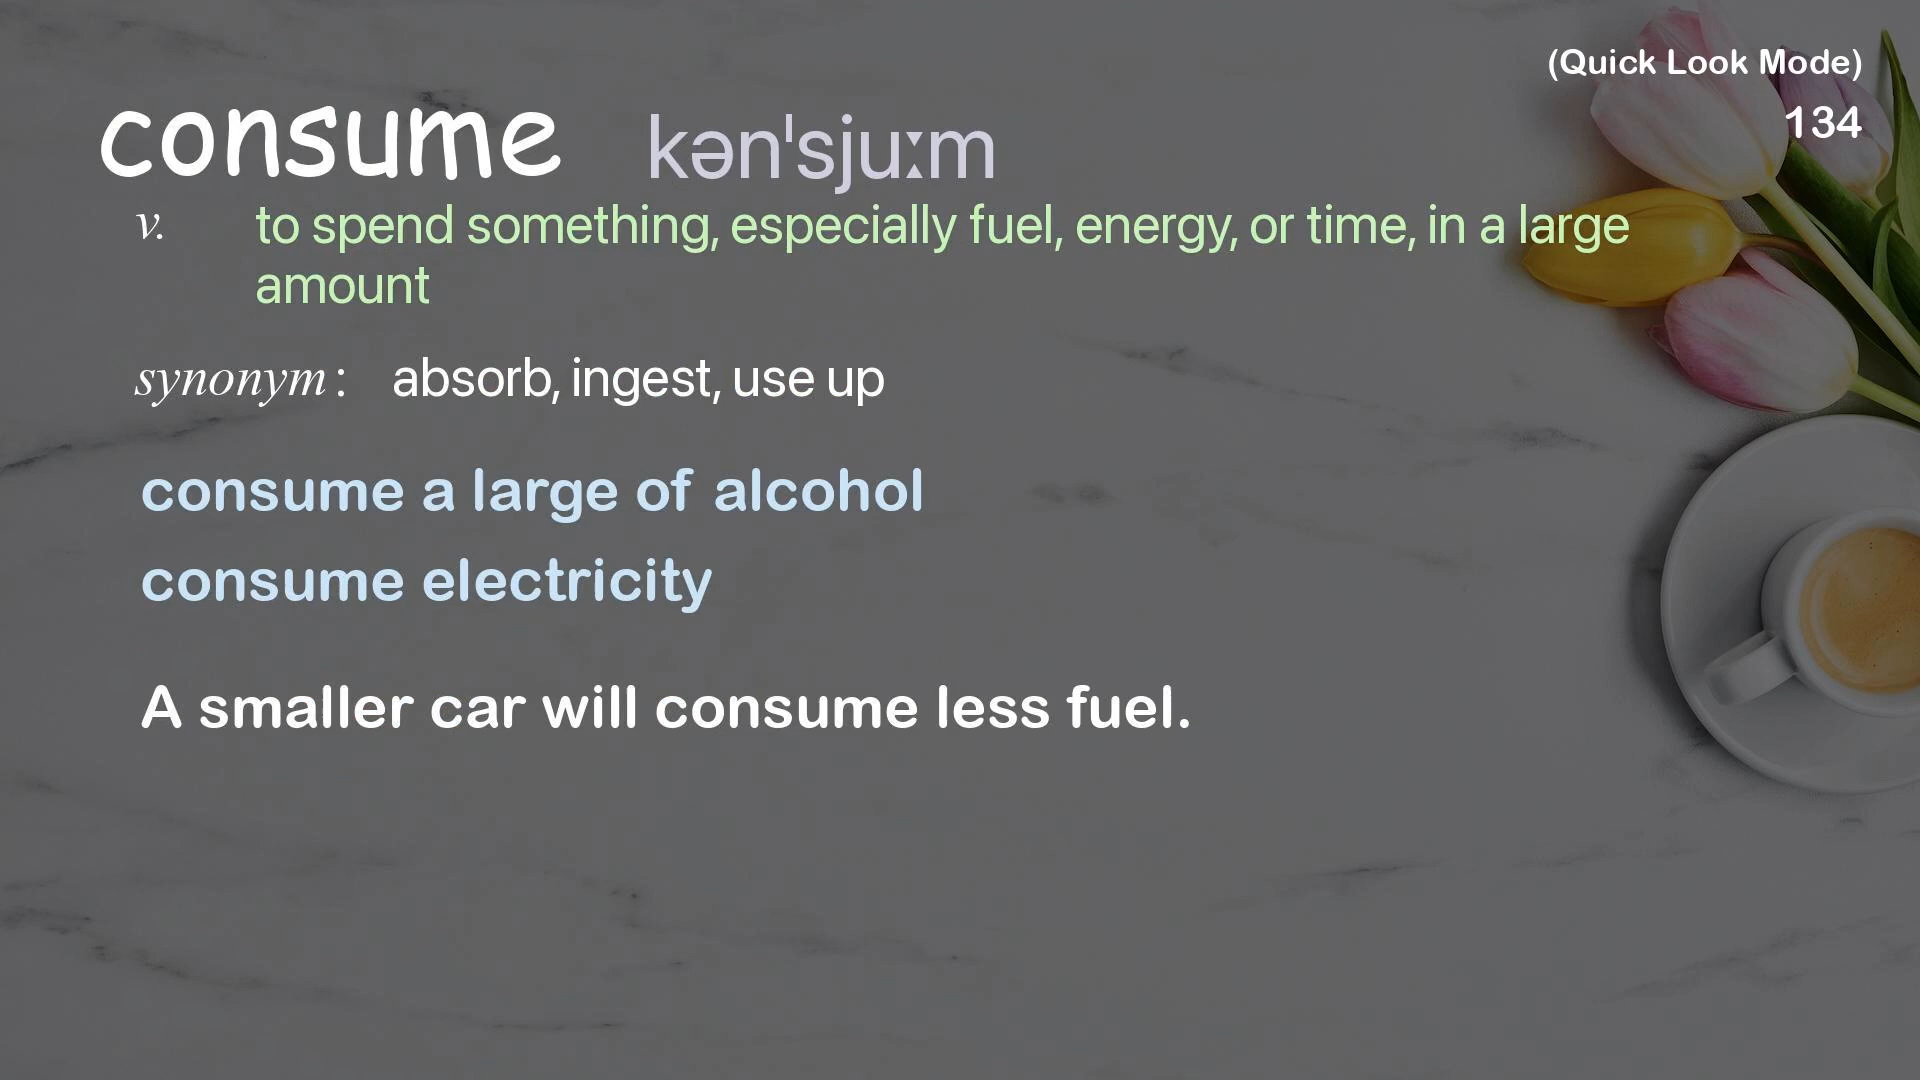 (Quick Look Mode)
134
consume kən'sjuːm
v. to spend something, especially fuel, energy, or time, in a large
amount
synonym: absorb, ingest, use up
consume a large of alcohol
consume electricity
A smaller car will consume less fuel.